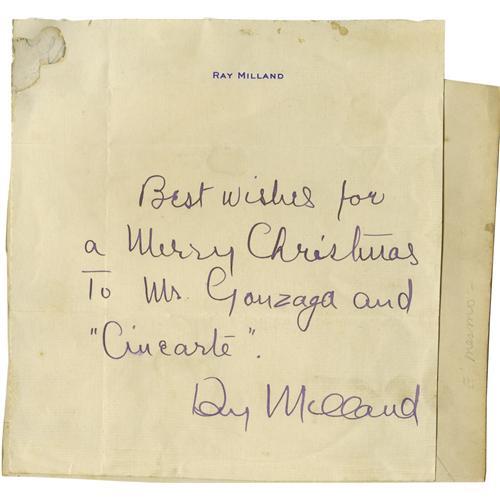 RAY MILLAND
Best wishes for
a Merry Christmas
To Mr. Gonzaga and
"Cinearte".
Ray Milland